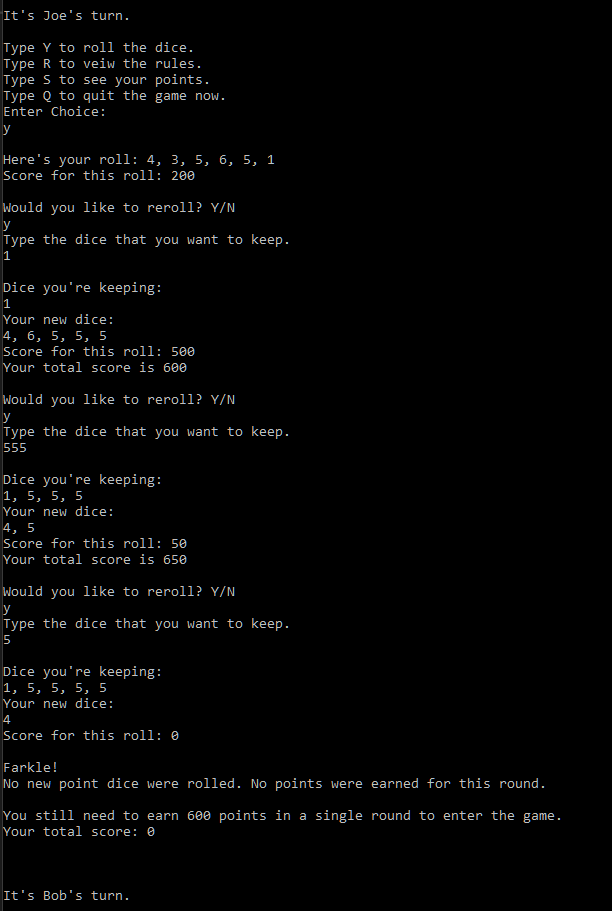 It's Joe's turn.
Type Y to roll the dice.
Type R to veiw the rules.
Type S to see your points.
Type Q to quit the game now.
Enter Choice:
y
Here's your roll: 4, 3, 5, 6, 5, 1
Score for this roll: 200
Would you like to reroll? Y/N
y
Type the dice that you want to keep.
1
Dice you're keeping:
1
Your new dice:
4, 6, 5, 5, 5
Score for this roll: 500
Your total score is 600
Would you like to reroll? Y/N
y
Type the dice that you want to keep.
555
Dice you're keeping:
1, 5, 5, 5
Your new dice:
4, 5
Score for this roll: 50
Your total score is 650
Would you like to reroll? Y/N
y
Type the dice that you want to keep.
5
Dice you're keeping:
1, 5, 5, 5, 5
Your new dice:
4
Score for this roll: 0
Farkle!
No new point dice were rolled. No points were earned for this round.
You still need to earn 600 points in a single round to enter the game.
Your total score: 0
It's Bob's turn.